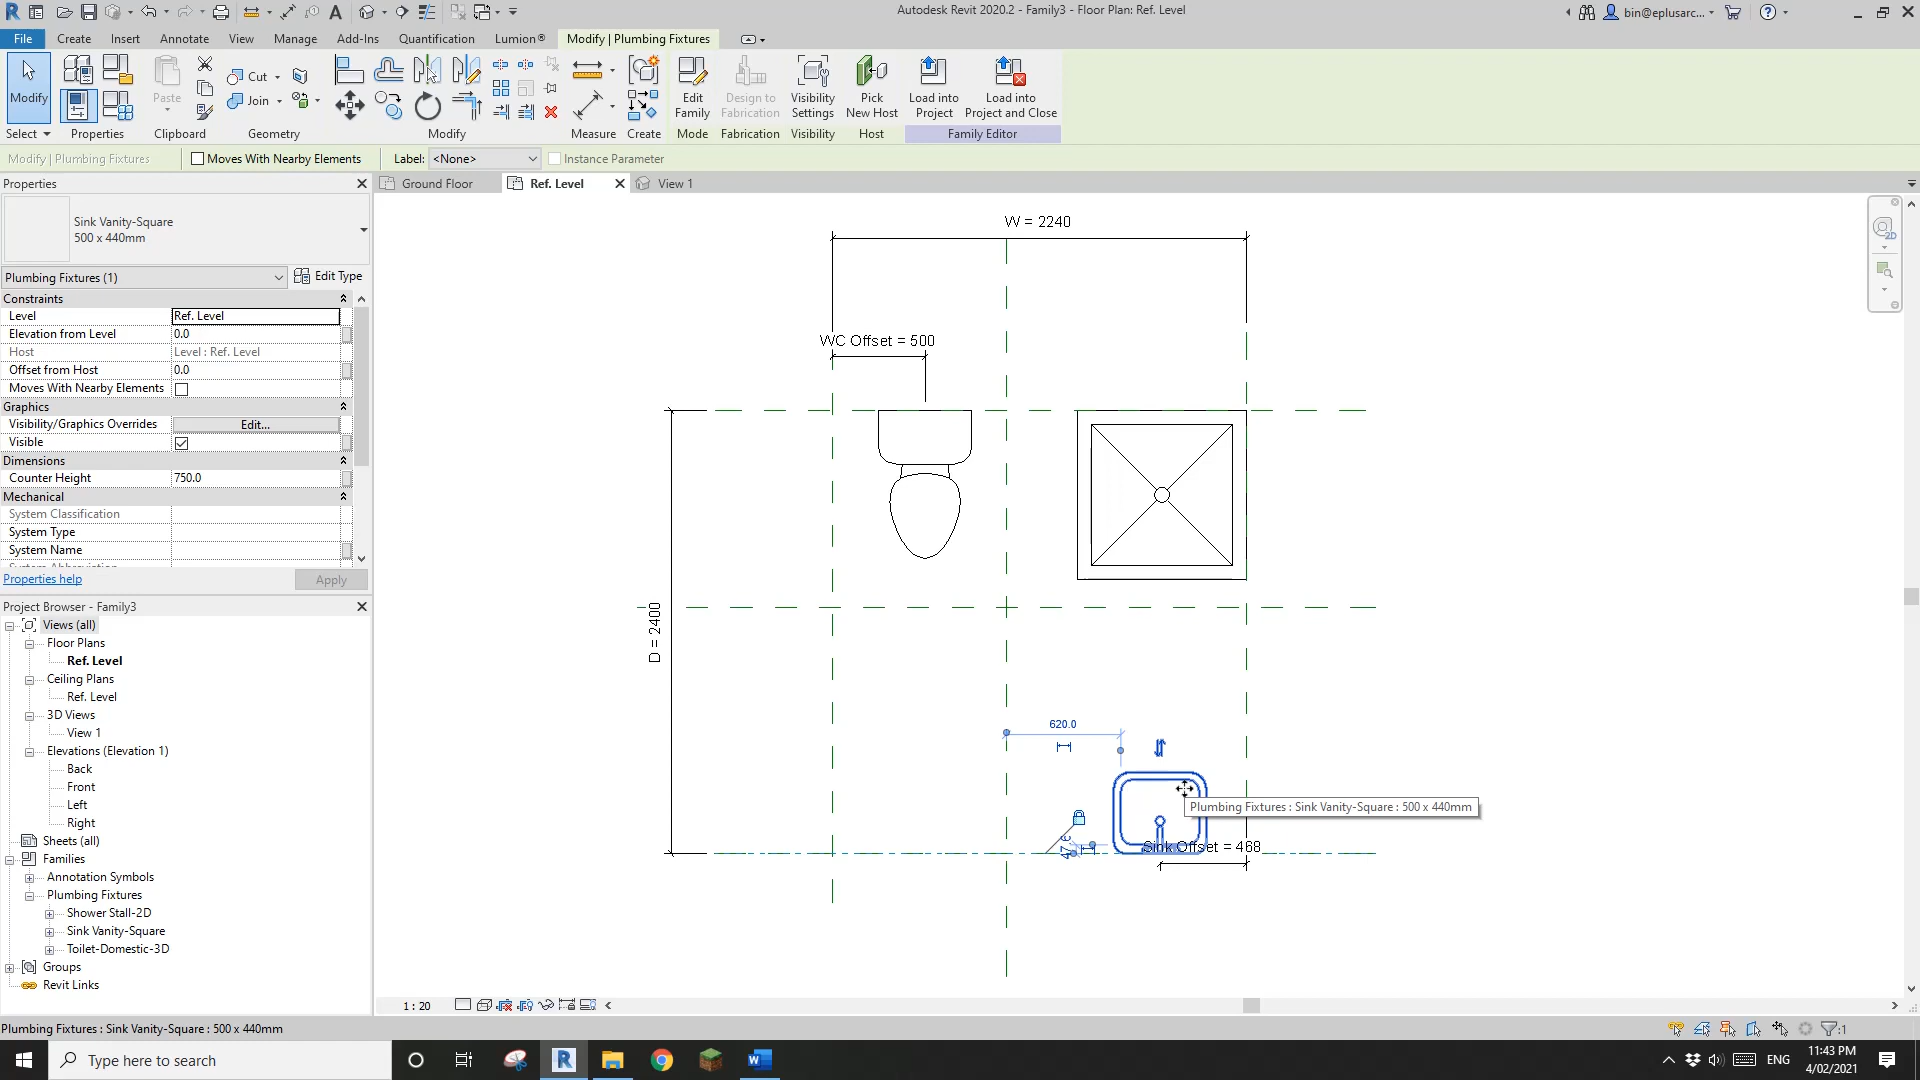 Autodesk Revit 2020.2 - Family3 - Floor Plan: Ref. Level
bin@eplusarc...
File Create Insert Annotate View Manage Add-Ins Quantification Lumion® Modify | Plumbing Fixtures
Modify
Paste
Cut
Join
Edit
Family
Design to
Fabrication
Visibility
Settings
Pick
New Host
Load into
Project
Load into
Project and Close
Select Properties Clipboard Geometry Modify Measure Create Mode Fabrication Visibility Host Family Editor
Modify | Plumbing Fixtures Moves With Nearby Elements Label: <None> Instance Parameter
Properties
Ground Floor Ref. Level View 1
Sink Vanity-Square
500 x 440mm
Plumbing Fixtures (1) Edit Type
Constraints
Level Ref. Level
Elevation from Level 0.0
Host Level : Ref. Level
Offset from Host 0.0
Moves With Nearby Elements
Graphics
Visibility/Graphics Overrides Edit...
Visible
Dimensions
Counter Height 750.0
Mechanical
System Classification
System Type
System Name
System Abbreviation
Properties help Apply
Project Browser - Family3
Views (all)
Floor Plans
Ref. Level
Ceiling Plans
Ref. Level
3D Views
View 1
Elevations (Elevation 1)
Back
Front
Left
Right
Sheets (all)
Families
Annotation Symbols
Plumbing Fixtures
Shower Stall-2D
Sink Vanity-Square
Toilet-Domestic-3D
Groups
Revit Links
W = 2240
WC Offset = 500
D = 2400
620.0
Plumbing Fixtures : Sink Vanity-Square : 500 x 440mm
Sink Offset = 468
1 : 20
Plumbing Fixtures : Sink Vanity-Square : 500 x 440mm
:1
Type here to search
ENG
11:43 PM
4/02/2021